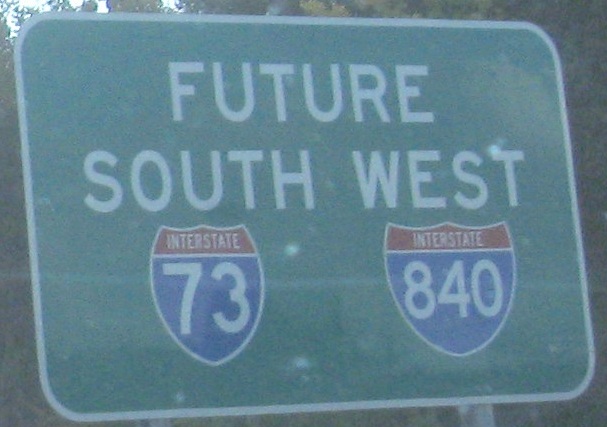 FUTURE
SOUTH WEST
INTERSTATE INTERSTATE
73 840